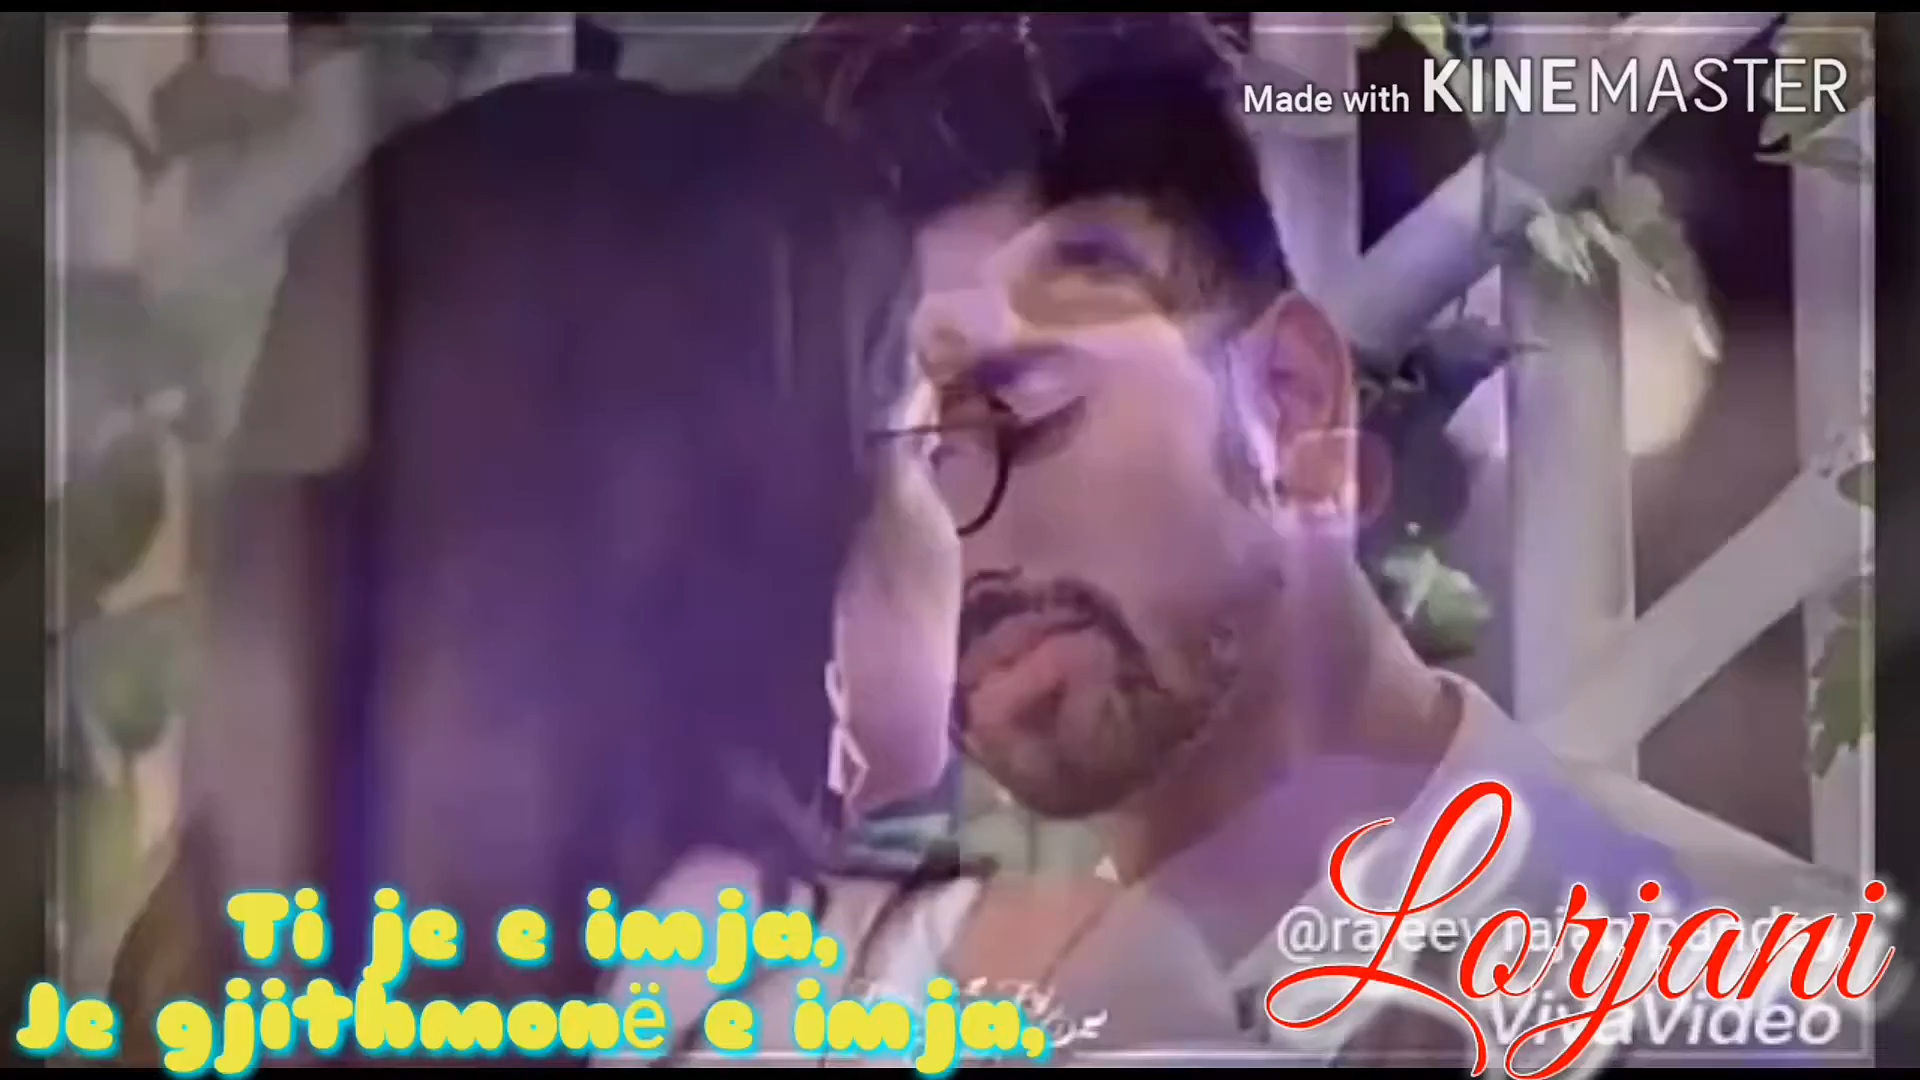 Made with KINEMASTER
Ti je e imja,
Je gjithmonë e imja,
Lorjani
VivaVideo